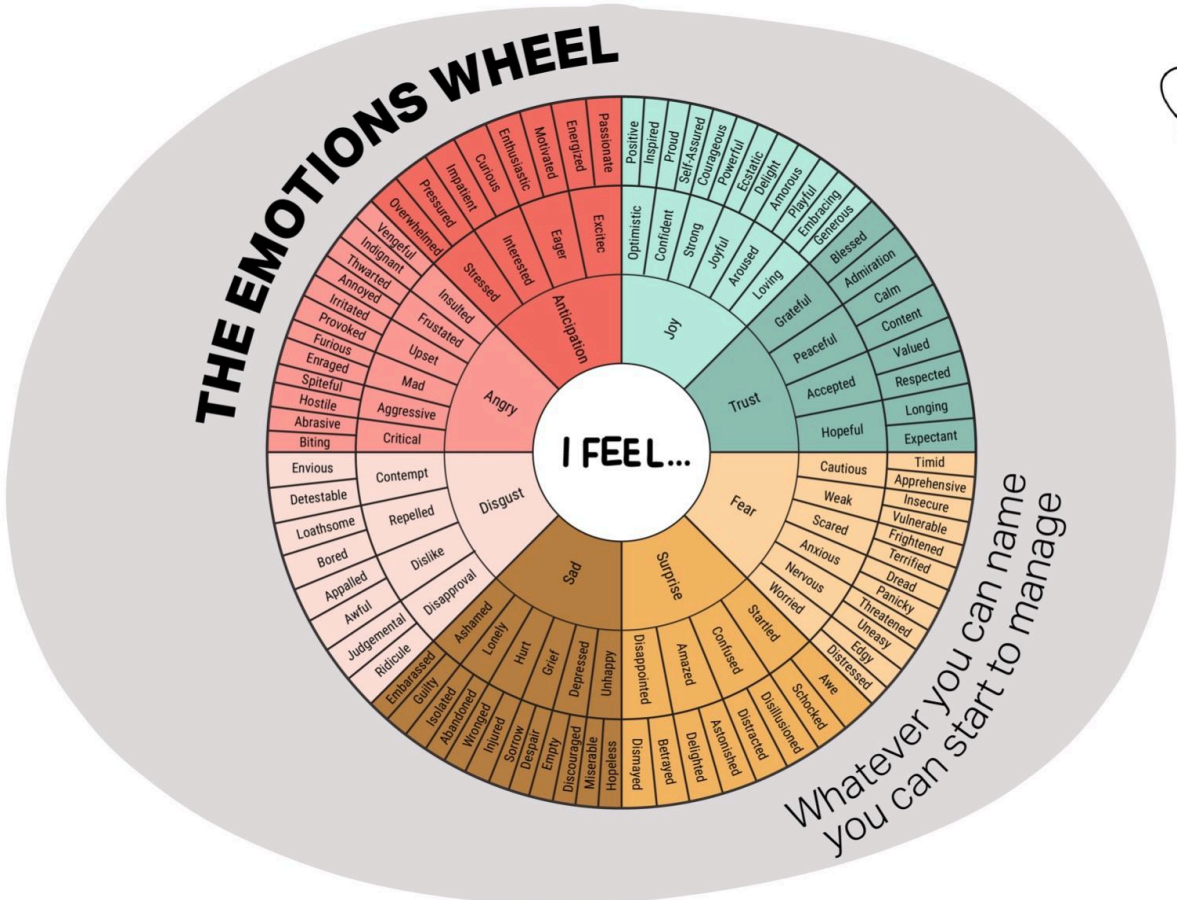 THE EMOTIONS WHEEL
I FEEL...
Joy
Optimistic
Positive
Inspired
Confident
Proud
Self-Assured
Strong
Courageous
Powerful
Joyful
Ecstatic
Delight
Aroused
Amorous
Playful
Loving
Embracing
Generous
Trust
Grateful
Blessed
Admiration
Peaceful
Calm
Content
Accepted
Valued
Respected
Hopeful
Longing
Expectant
Fear
Cautious
Timid
Apprehensive
Weak
Insecure
Vulnerable
Scared
Frightened
Terrified
Anxious
Dread
Panicky
Nervous
Threatened
Uneasy
Worried
Edgy
Distressed
Surprise
Startled
Awe
Schocked
Confused
Disillusioned
Distracted
Amazed
Astonished
Delighted
Disappointed
Betrayed
Dismayed
Sad
Unhappy
Hopeless
Miserable
Depressed
Discouraged
Empty
Grief
Despair
Sorrow
Hurt
Injured
Wronged
Lonely
Abandoned
Isolated
Ashamed
Guilty
Embarassed
Disgust
Disapproval
Ridicule
Judgemental
Dislike
Awful
Appalled
Repelled
Bored
Loathsome
Contempt
Detestable
Envious
Angry
Critical
Biting
Abrasive
Aggressive
Hostile
Spiteful
Mad
Enraged
Furious
Upset
Provoked
Irritated
Frustated
Annoyed
Thwarted
Insulted
Indignant
Vengeful
Anticipation
Stressed
Overwhelmed
Pressured
Interested
Impatient
Curious
Eager
Enthusiastic
Motivated
Excitec
Energized
Passionate
Whatever you can name
you can start to manage